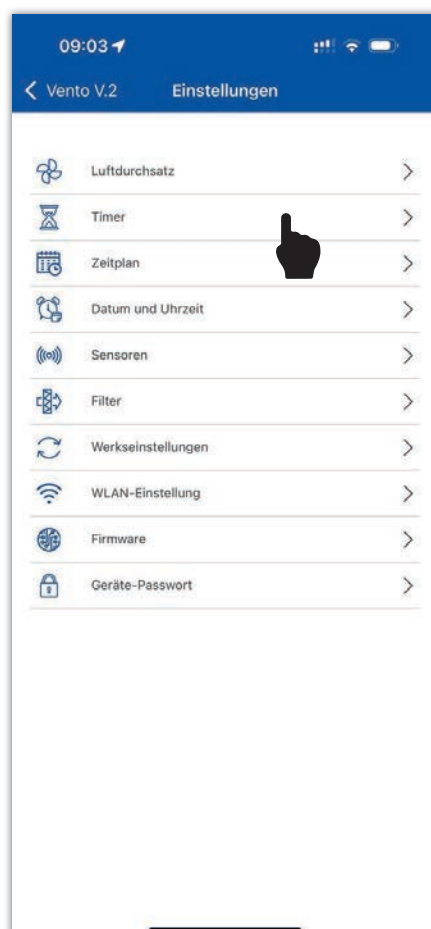 09:03
Vento V.2 Einstellungen
Luftdurchsatz
Timer
Zeitplan
Datum und Uhrzeit
Sensoren
Filter
Werkseinstellungen
WLAN-Einstellung
Firmware
Geräte-Passwort